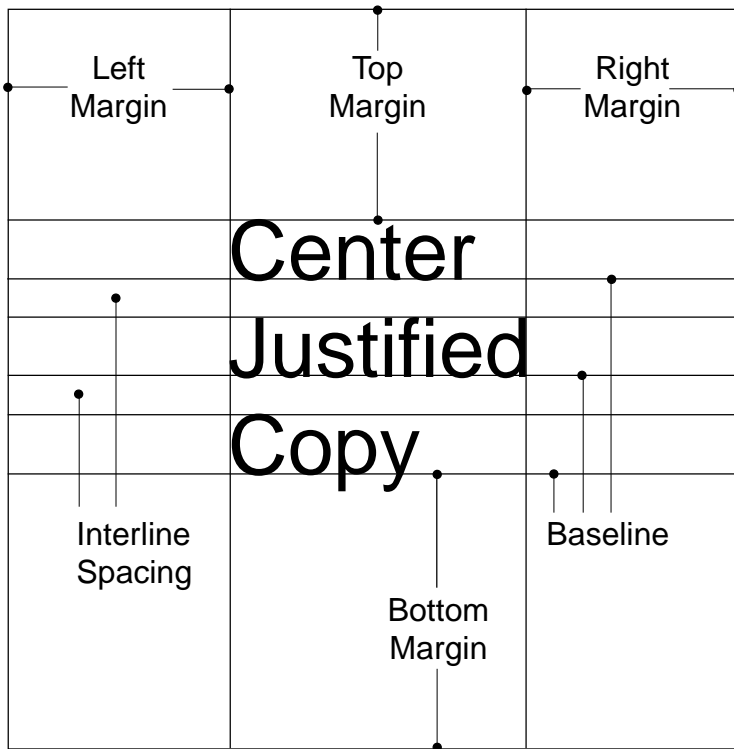 Left
Margin
Top
Margin
Right
Margin
Center
Justified
Copy
Interline
Spacing
Baseline
Bottom
Margin